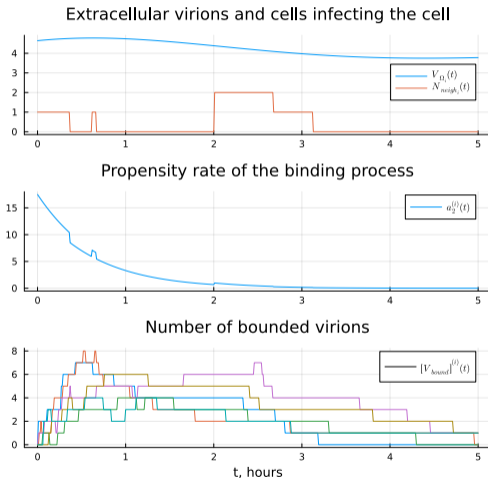 Extracellular virions and cells infecting the cell
4
3
2
1
0
V_{Ω_i}(t)
N_{neigh_i}(t)
0 1 2 3 4 5
Propensity rate of the binding process
15
10
5
0
a_2^{(i)}(t)
0 1 2 3 4 5
Number of bounded virions
8
6
4
2
0
[V_{bound}]^{(i)}(t)
0 1 2 3 4 5
t, hours